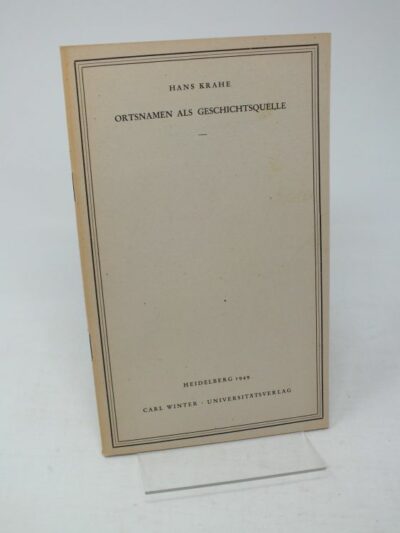 HANS KRAHE
ORTSNAMEN ALS GESCHICHTSQUELLE
HEIDELBERG 1949
CARL WINTER · UNIVERSITÄTSVERLAG